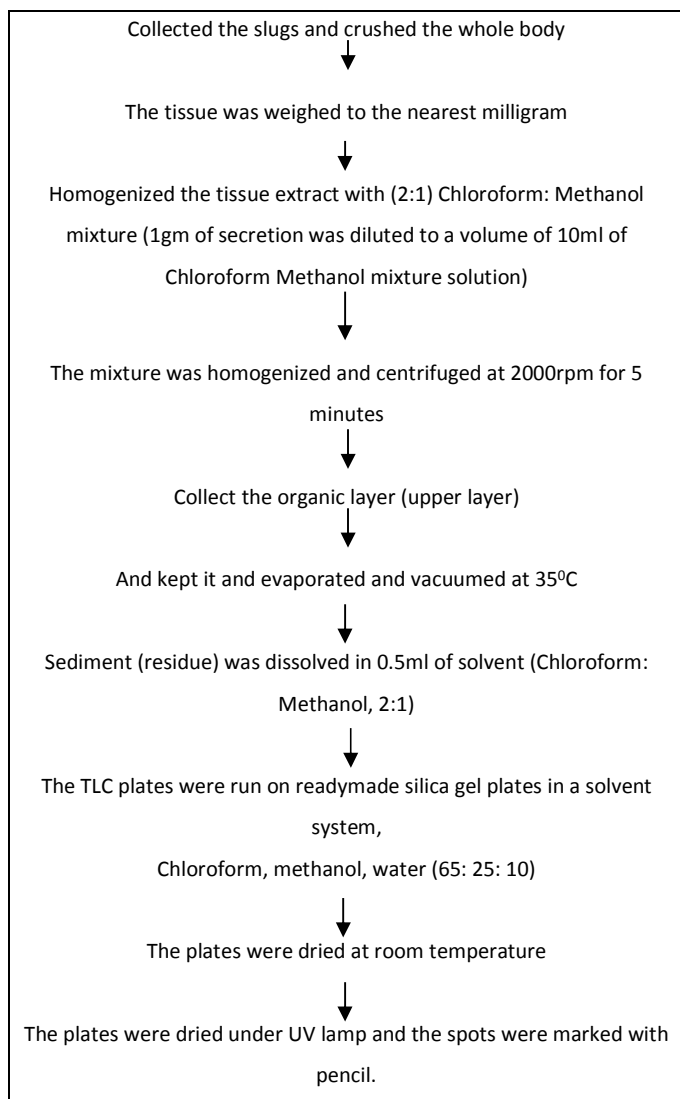 Collected the slugs and crushed the whole body
The tissue was weighed to the nearest milligram
Homogenized the tissue extract with (2:1) Chloroform: Methanol
mixture (1gm of secretion was diluted to a volume of 10ml of
Chloroform Methanol mixture solution)
The mixture was homogenized and centrifuged at 2000rpm for 5
minutes
Collect the organic layer (upper layer)
And kept it and evaporated and vacuumed at 35⁰C
Sediment (residue) was dissolved in 0.5ml of solvent (Chloroform:
Methanol, 2:1)
The TLC plates were run on readymade silica gel plates in a solvent
system,
Chloroform, methanol, water (65: 25: 10)
The plates were dried at room temperature
The plates were dried under UV lamp and the spots were marked with
pencil.